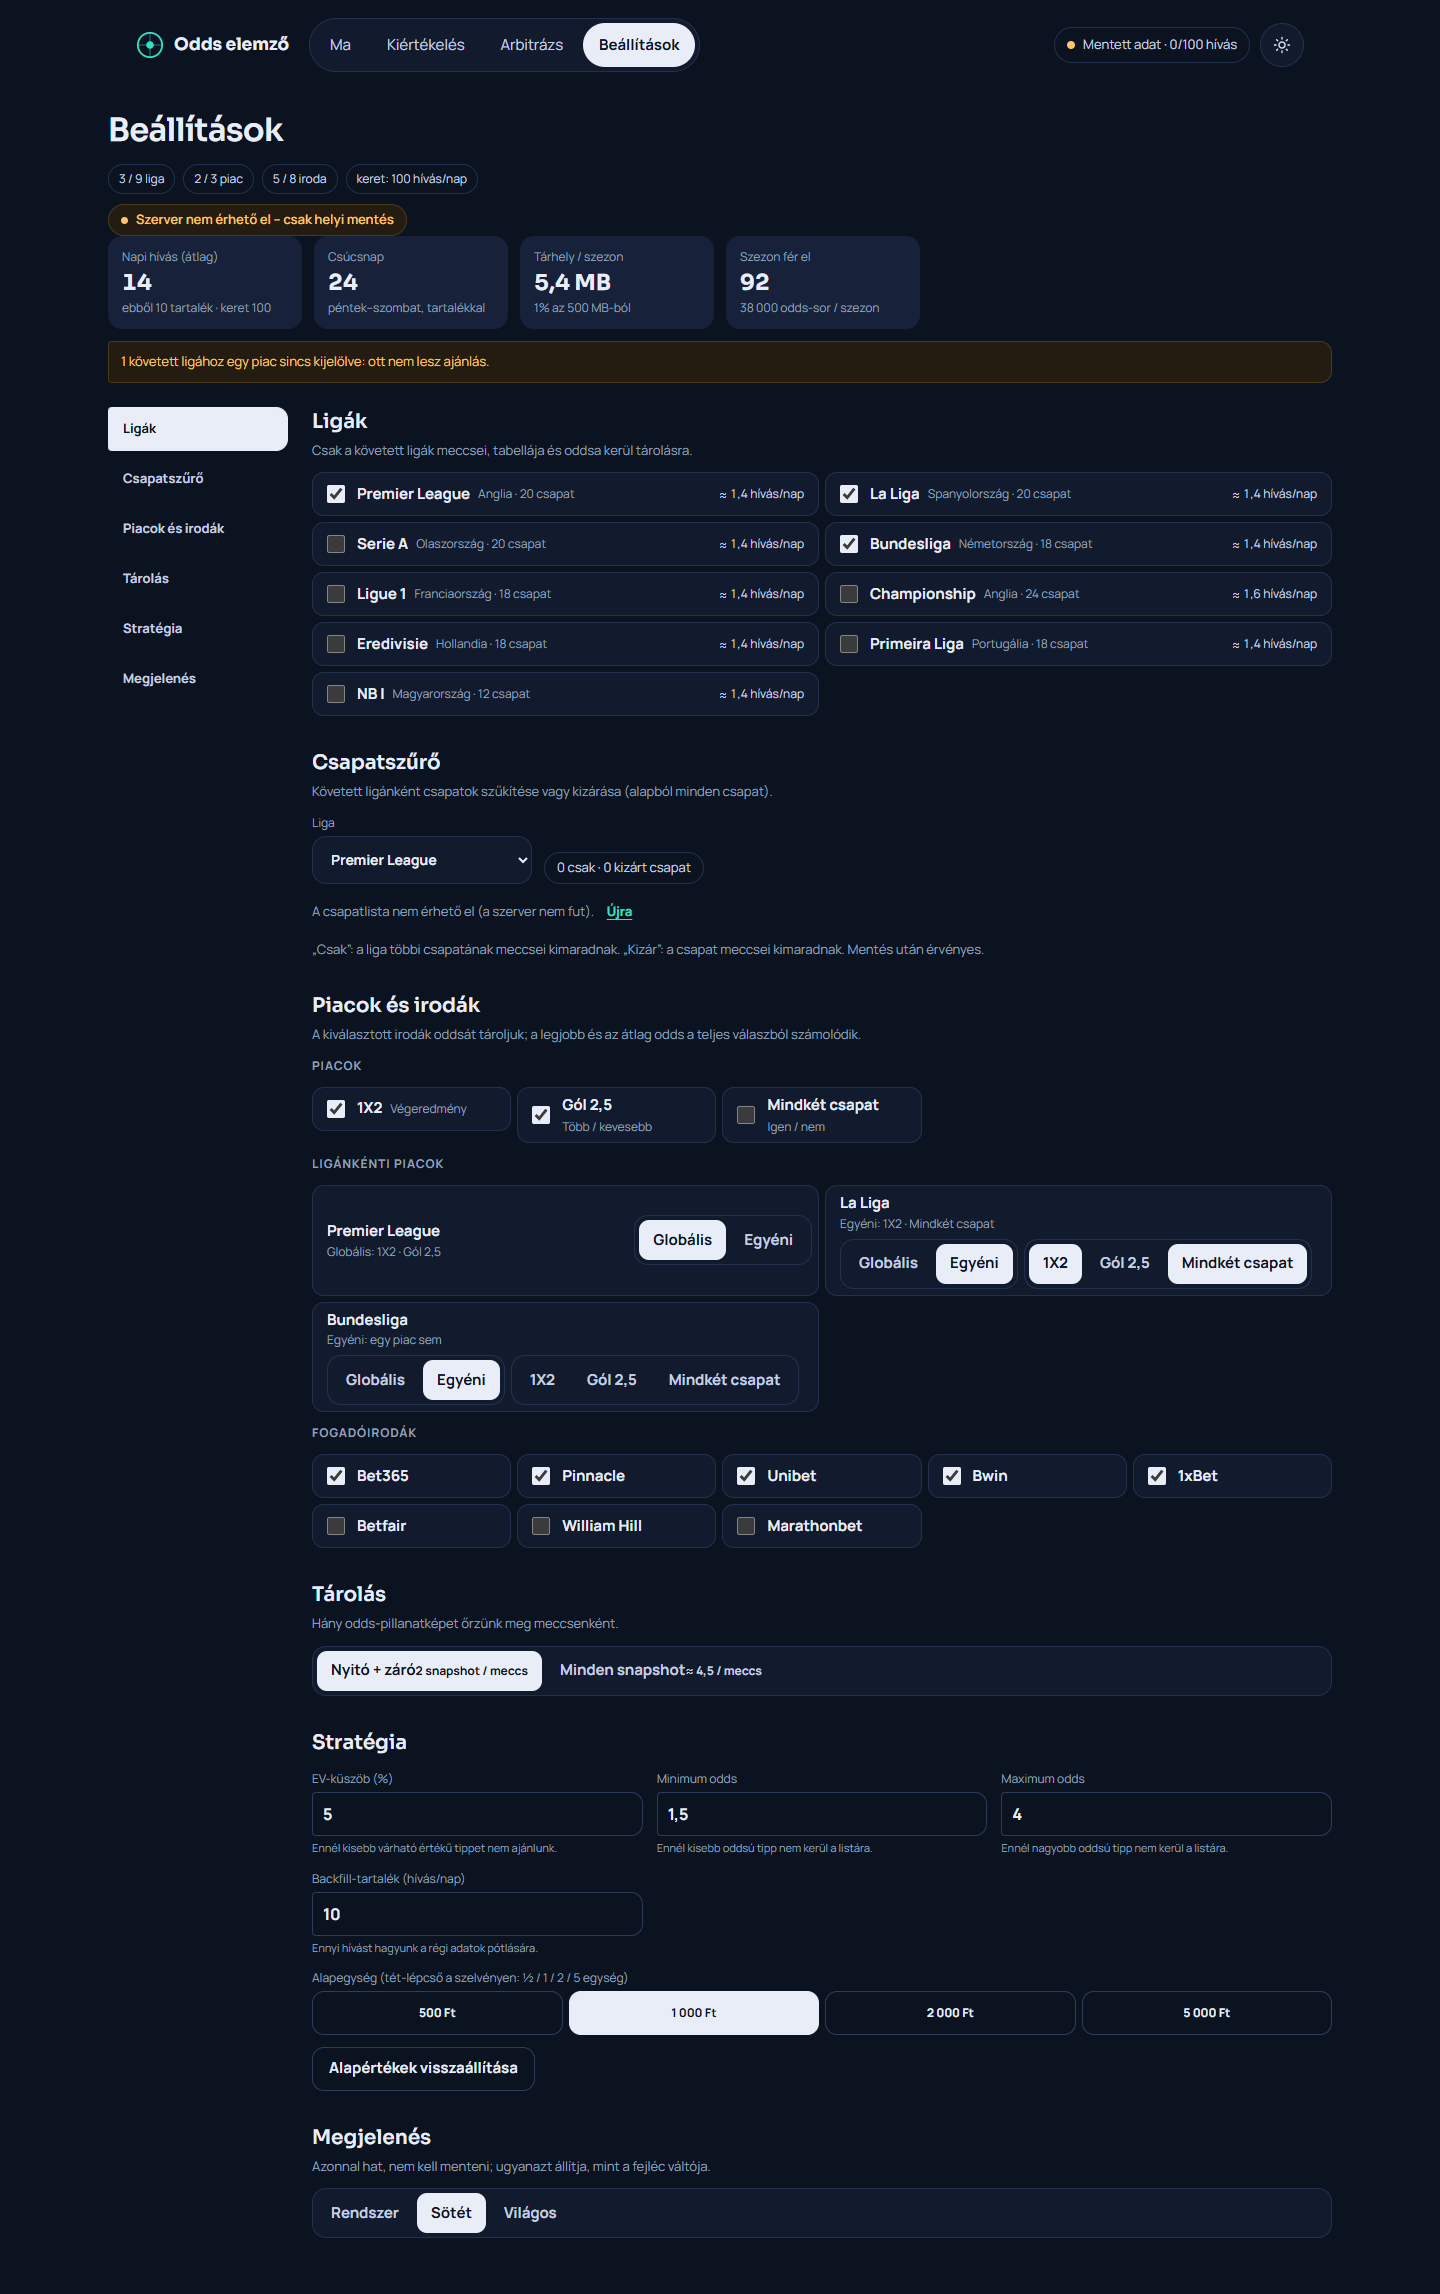 Odds elemző
Ma
Kiértékelés
Arbitrázs
Beállítások
Mentett adat · 0/100 hívás
Beállítások
3 / 9 liga
2 / 3 piac
5 / 8 iroda
keret: 100 hívás/nap
Szerver nem érhető el – csak helyi mentés
Napi hívás (átlag)
14
ebből 10 tartalék · keret 100
Csúcsnap
24
péntek–szombat, tartalékkal
Tárhely / szezon
5,4 MB
1% az 500 MB-ból
Szezon fér el
92
38 000 odds-sor / szezon
1 követett ligához egy piac sincs kijelölve: ott nem lesz ajánlás.
Ligák
Csapatszűrő
Piacok és irodák
Tárolás
Stratégia
Megjelenés
Ligák
Csak a követett ligák meccsei, tabellája és oddsa kerül tárolásra.
Premier League Anglia · 20 csapat ≈ 1,4 hívás/nap
La Liga Spanyolország · 20 csapat ≈ 1,4 hívás/nap
Serie A Olaszország · 20 csapat ≈ 1,4 hívás/nap
Bundesliga Németország · 18 csapat ≈ 1,4 hívás/nap
Ligue 1 Franciaország · 18 csapat ≈ 1,4 hívás/nap
Championship Anglia · 24 csapat ≈ 1,6 hívás/nap
Eredivisie Hollandia · 18 csapat ≈ 1,4 hívás/nap
Primeira Liga Portugália · 18 csapat ≈ 1,4 hívás/nap
NB I Magyarország · 12 csapat ≈ 1,4 hívás/nap
Csapatszűrő
Követett ligánként csapatok szűkítése vagy kizárása (alapból minden csapat).
Liga
Premier League
0 csak · 0 kizárt csapat
A csapatlista nem érhető el (a szerver nem fut). Újra
„Csak”: a liga többi csapatának meccsei kimaradnak. „Kizár”: a csapat meccsei kimaradnak. Mentés után érvényes.
Piacok és irodák
A kiválasztott irodák oddsát tároljuk; a legjobb és az átlag odds a teljes válaszból számolódik.
PIACOK
1X2 Végeredmény
Gól 2,5
Több / kevesebb
Mindkét csapat
Igen / nem
LIGÁNKÉNTI PIACOK
Premier League
Globális: 1X2 · Gól 2,5
Globális
Egyéni
La Liga
Egyéni: 1X2 · Mindkét csapat
Globális
Egyéni
1X2
Gól 2,5
Mindkét csapat
Bundesliga
Egyéni: egy piac sem
Globális
Egyéni
1X2
Gól 2,5
Mindkét csapat
FOGADÓIRODÁK
Bet365
Pinnacle
Unibet
Bwin
1xBet
Betfair
William Hill
Marathonbet
Tárolás
Hány odds-pillanatképet őrzünk meg meccsenként.
Nyitó + záró2 snapshot / meccs
Minden snapshot≈ 4,5 / meccs
Stratégia
EV-küszöb (%)
5
Ennél kisebb várható értékű tippet nem ajánlunk.
Minimum odds
1,5
Ennél kisebb oddsú tipp nem kerül a listára.
Maximum odds
4
Ennél nagyobb oddsú tipp nem kerül a listára.
Backfill-tartalék (hívás/nap)
10
Ennyi hívást hagyunk a régi adatok pótlására.
Alapegység (tét-lépcső a szelvényen: ½ / 1 / 2 / 5 egység)
500 Ft
1 000 Ft
2 000 Ft
5 000 Ft
Alapértékek visszaállítása
Megjelenés
Azonnal hat, nem kell menteni; ugyanazt állítja, mint a fejléc váltója.
Rendszer
Sötét
Világos